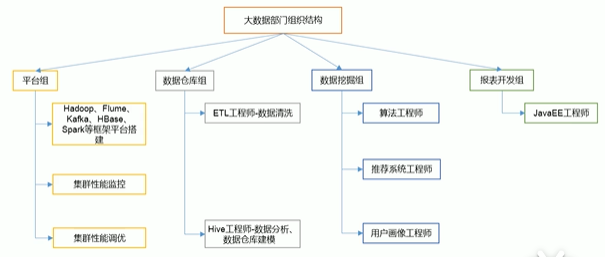 大数据部门组织结构
平台组
数据仓库组
数据挖掘组
报表开发组
Hadoop、Flume、
Kafka、HBase、
Spark等框架平台搭
建
集群性能监控
集群性能调优
ETL工程师-数据清洗
Hive工程师-数据分析、
数据仓库建模
算法工程师
推荐系统工程师
用户画像工程师
JavaEE工程师